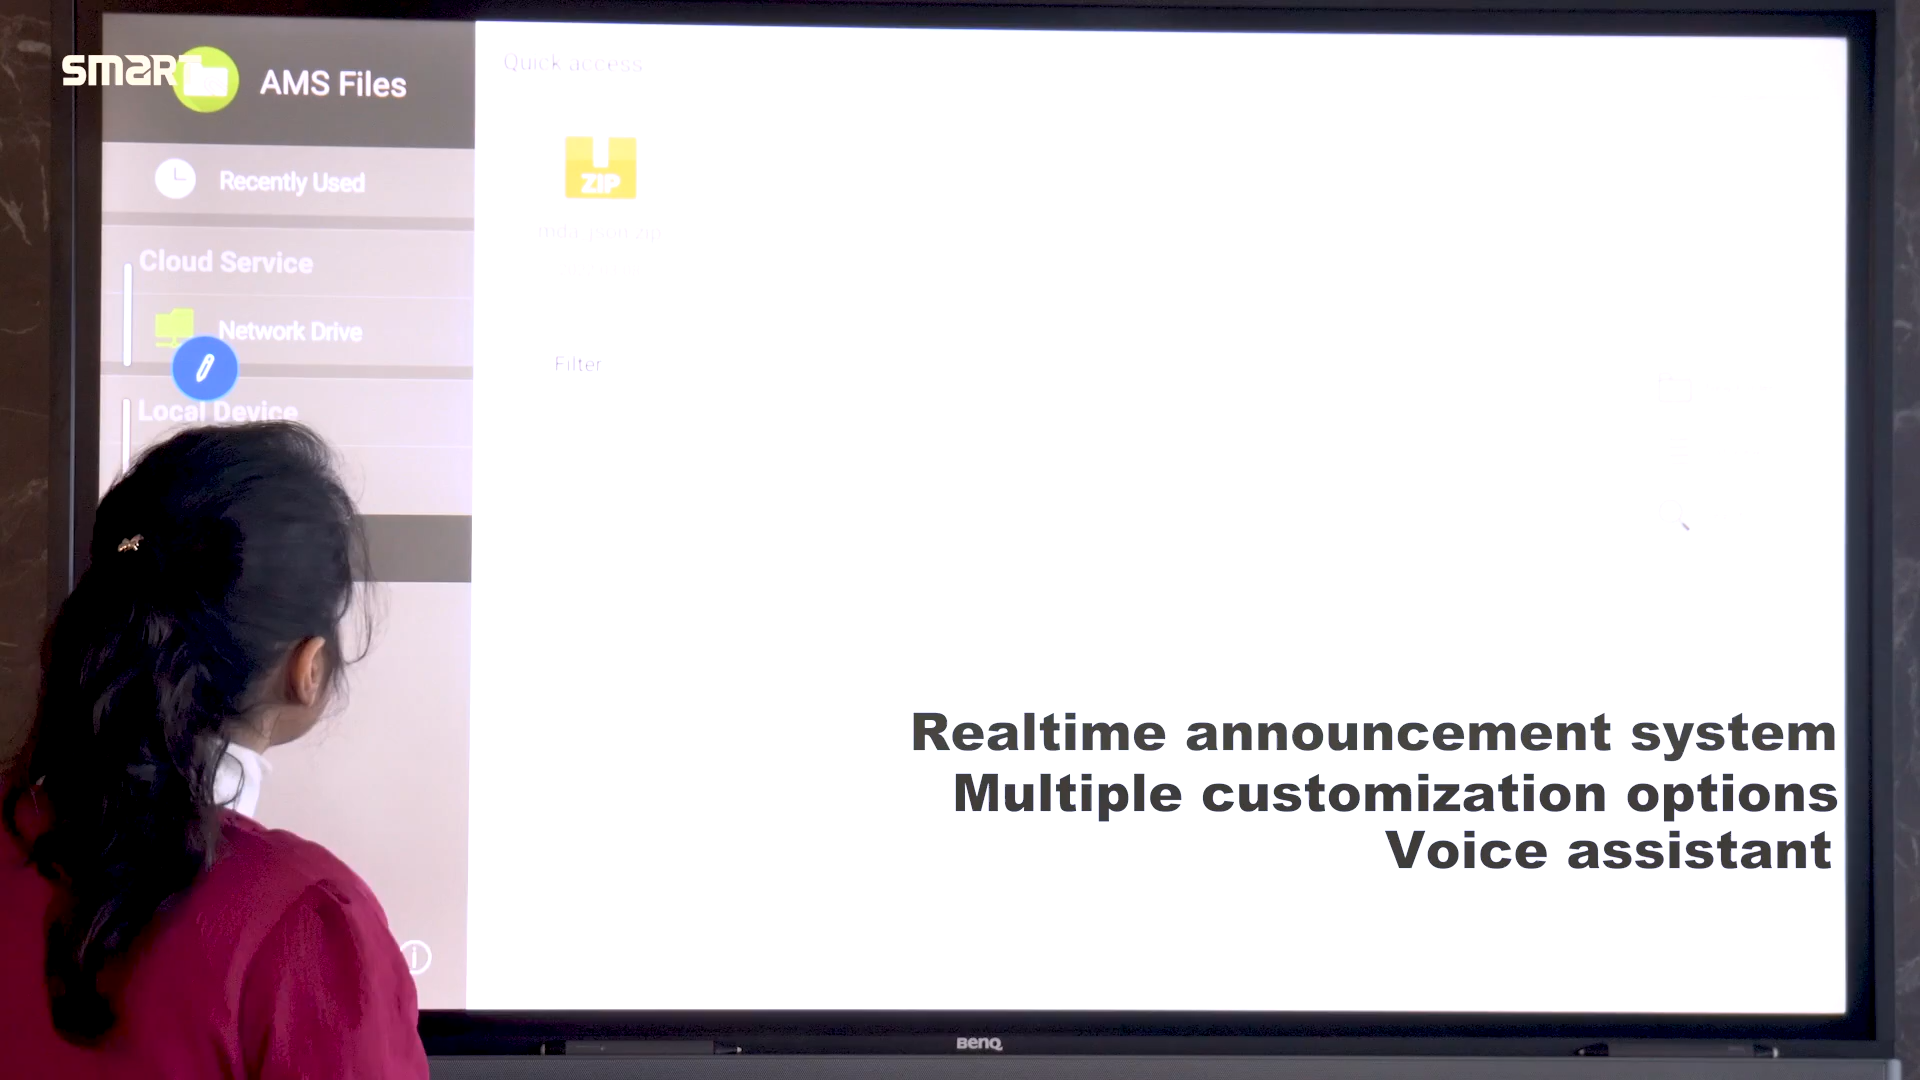 smart
AMS Files
Quick access
Recently Used
ZIP
Cloud Service
Network Drive
Filter
Local Device
Realtime announcement system
Multiple customization options
Voice assistant
BenQ